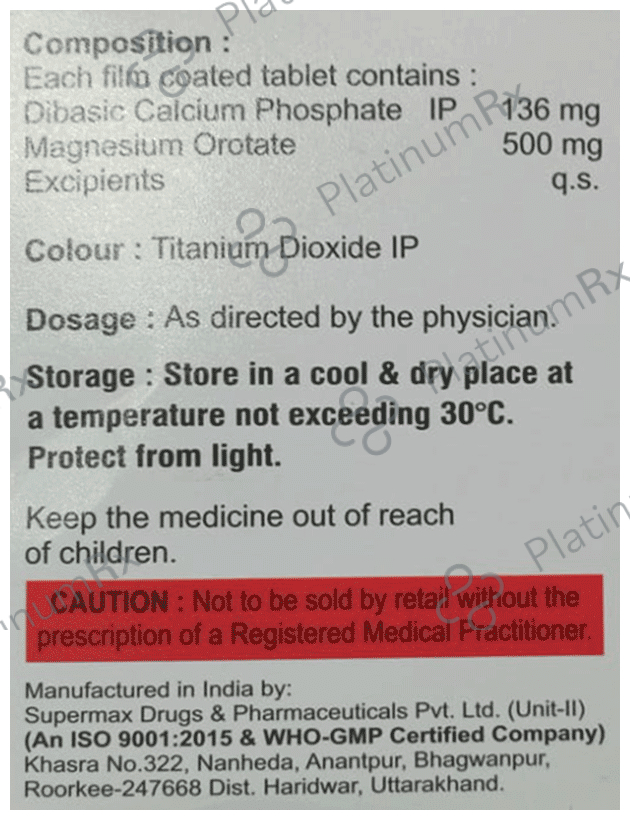 Composition :
Each film coated tablet contains :
Dibasic Calcium Phosphate IP 136 mg
Magnesium Orotate 500 mg
Excipients q.s.
Colour : Titanium Dioxide IP
Dosage : As directed by the physician.
Storage : Store in a cool & dry place at
a temperature not exceeding 30°C.
Protect from light.
Keep the medicine out of reach
of children.
CAUTION : Not to be sold by retail without the
prescription of a Registered Medical Practitioner.
Manufactured in India by:
Supermax Drugs & Pharmaceuticals Pvt. Ltd. (Unit-II)
(An ISO 9001:2015 & WHO-GMP Certified Company)
Khasra No.322, Nanheda, Anantpur, Bhagwanpur,
Roorkee-247668 Dist. Haridwar, Uttarakhand.
PlatinumRx
PlatinumRx
PlatinumRx